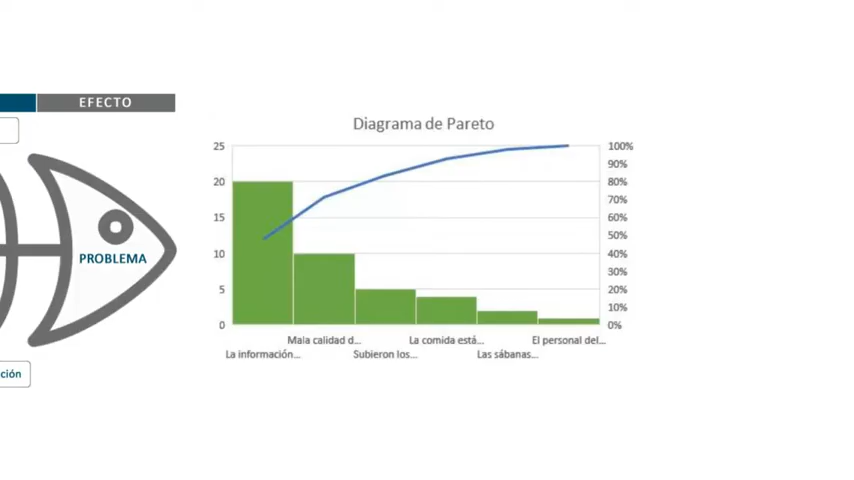 EFECTO
PROBLEMA
ción
Diagrama de Pareto
25
20
15
10
5
0
100%
90%
80%
70%
60%
50%
40%
30%
20%
10%
0%
La información...
Mala calidad d...
Subieron los...
La comida está...
Las sábanas...
El personal del...